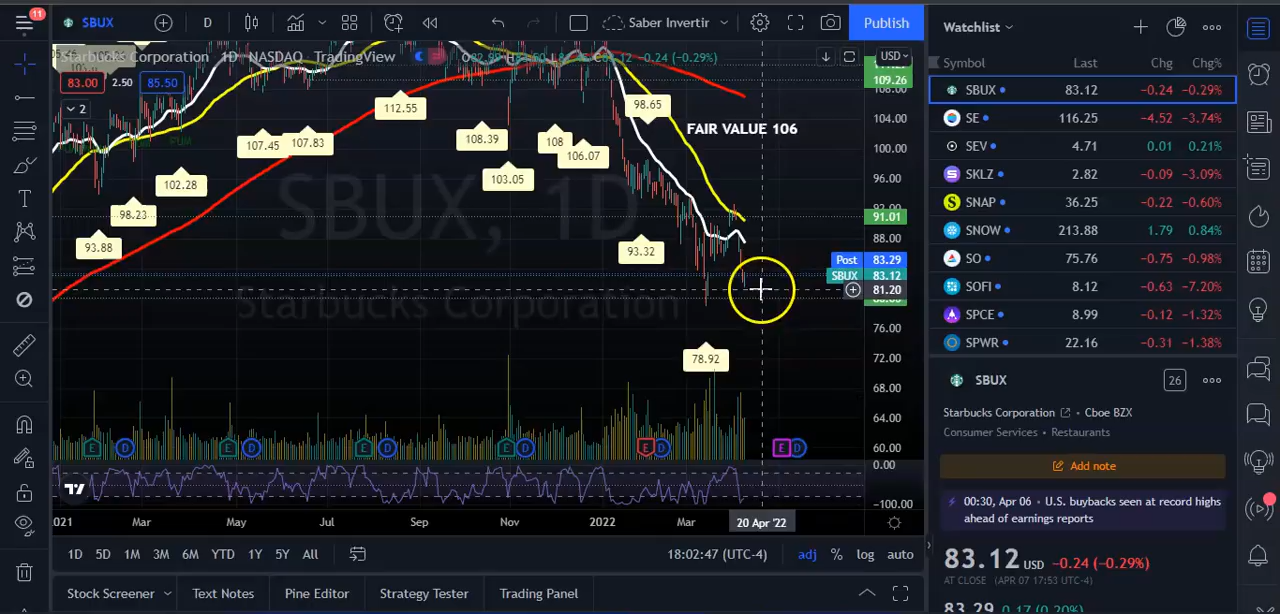 11
SBUX
D
Saber Invertir
Publish
Starbucks Corporation · 1D · NASDAQ · TradingView
−0.24 (−0.29%)
USD
83.00
2.50
85.50
2
109.26
108.00
104.00
100.00
96.00
92.00
91.01
88.00
Post 83.29
SBUX 83.12
81.20
76.00
72.00
68.00
64.00
60.00
0.00
−100.00
FAIR VALUE 106
98.65
112.55
107.45
107.83
108.39
108
106.07
103.05
102.28
98.23
93.88
93.32
78.92
SBUX, 1D
Starbucks Corporation
E D E D E D E D E D E D
2021 Mar May Jul Sep Nov 2022 Mar 20 Apr '22
1D 5D 1M 3M 6M YTD 1Y 5Y All
18:02:47 (UTC-4) adj % log auto
Stock Screener Text Notes Pine Editor Strategy Tester Trading Panel
Watchlist
Symbol Last Chg Chg%
SBUX 83.12 −0.24 −0.29%
SE 116.25 −4.52 −3.74%
SEV 4.71 0.01 0.21%
SKLZ 2.82 −0.09 −3.09%
SNAP 36.25 −0.22 −0.60%
SNOW 213.88 1.79 0.84%
SO 75.76 −0.75 −0.98%
SOFI 8.12 −0.63 −7.20%
SPCE 8.99 −0.12 −1.32%
SPWR 22.16 −0.31 −1.38%
SBUX
26
Starbucks Corporation • Cboe BZX
Consumer Services • Restaurants
Add note
00:30, Apr 06 • U.S. buybacks seen at record highs
ahead of earnings reports
83.12 USD −0.24 (−0.29%)
AT CLOSE (APR 07 17:53 UTC-4)
83.29 0.17 (0.20%)